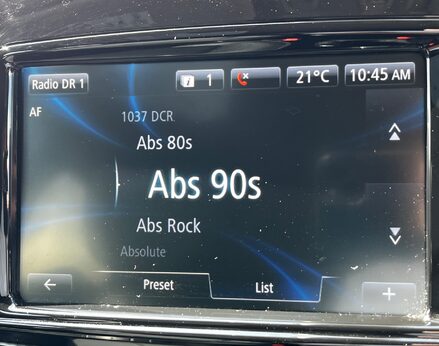 Radio DR 1
1
21°C
10:45 AM
AF
1037 DCR
Abs 80s
Abs 90s
Abs Rock
Absolute
Preset
List